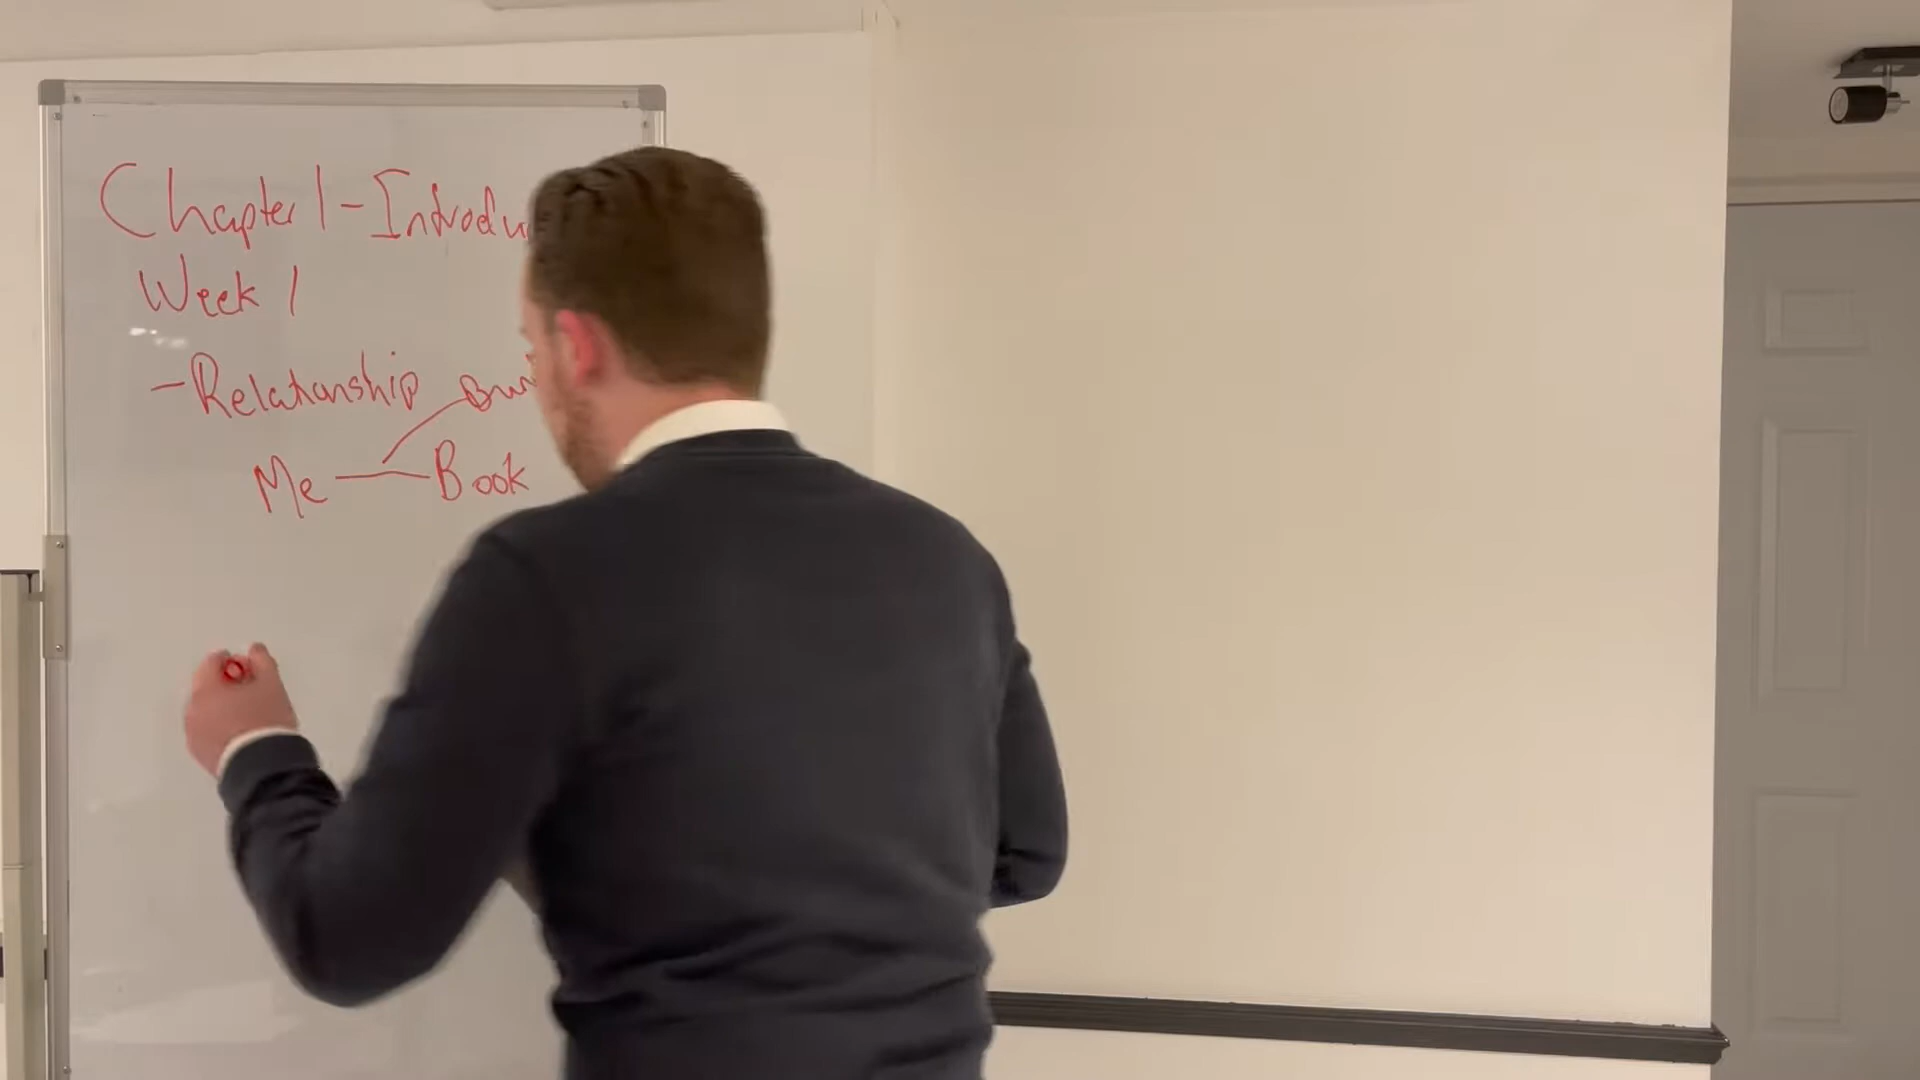 Chapter 1 - Introdu
Week 1
- Relationship
Me — Book